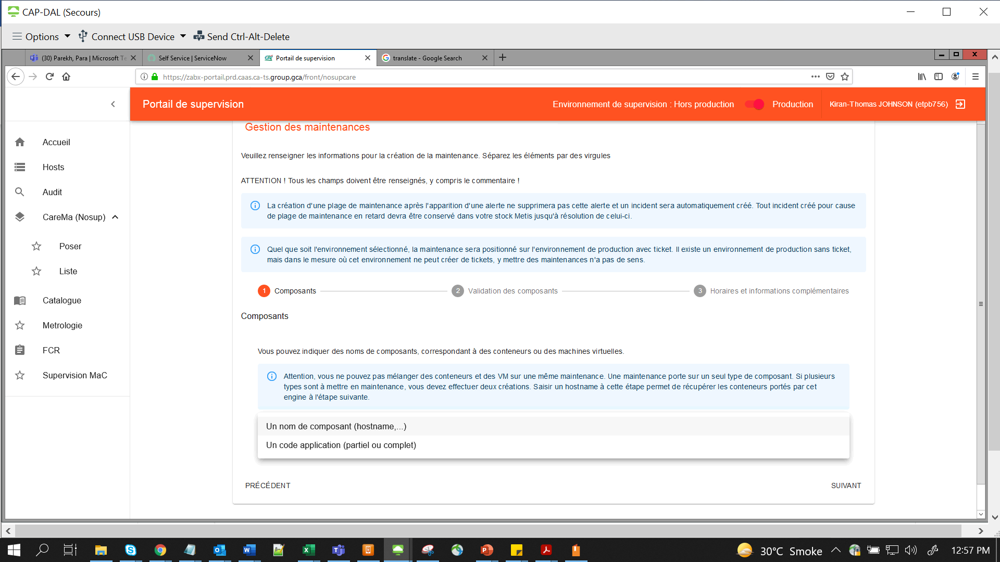 CAP-DAL (Secours)
Options
Connect USB Device
Send Ctrl-Alt-Delete
(30) Parekh, Para | Microsoft Te
Self Service | ServiceNow
Portail de supervision
translate - Google Search
https://zabx-portail.prd.caas.ca-ts.group.gca/front/nosupcare
Portail de supervision
Environnement de supervision : Hors production
Production
Kiran-Thomas JOHNSON (etpb756)
Accueil
Hosts
Audit
CareMa (Nosup)
Poser
Liste
Catalogue
Metrologie
FCR
Supervision MaC
Gestion des maintenances
Veuillez renseigner les informations pour la création de la maintenance. Séparez les éléments par des virgules
ATTENTION ! Tous les champs doivent être renseignés, y compris le commentaire !
La création d'une plage de maintenance après l'apparition d'une alerte ne supprimera pas cette alerte et un incident sera automatiquement créé. Tout incident créé pour cause
de plage de maintenance en retard devra être conservé dans votre stock Metis jusqu'à résolution de celui-ci.
Quel que soit l'environnement sélectionné, la maintenance sera positionné sur l'environnement de production avec ticket. Il existe un environnement de production sans ticket,
mais dans le mesure où cet environnement ne peut créer de tickets, y mettre des maintenances n'a pas de sens.
1 Composants
2 Validation des composants
3 Horaires et informations complémentaires
Composants
Vous pouvez indiquer des noms de composants, correspondant à des conteneurs ou des machines virtuelles.
Attention, vous ne pouvez pas mélanger des conteneurs et des VM sur une même maintenance. Une maintenance porte sur un seul type de composant. Si plusieurs
types sont à mettre en maintenance, vous devez effectuer deux créations. Saisir un hostname à cette étape permet de récupérer les conteneurs portés par cet
engine à l'étape suivante.
Un nom de composant (hostname,...)
Un code application (partiel ou complet)
PRÉCÉDENT
SUIVANT
30°C Smoke
12:57 PM